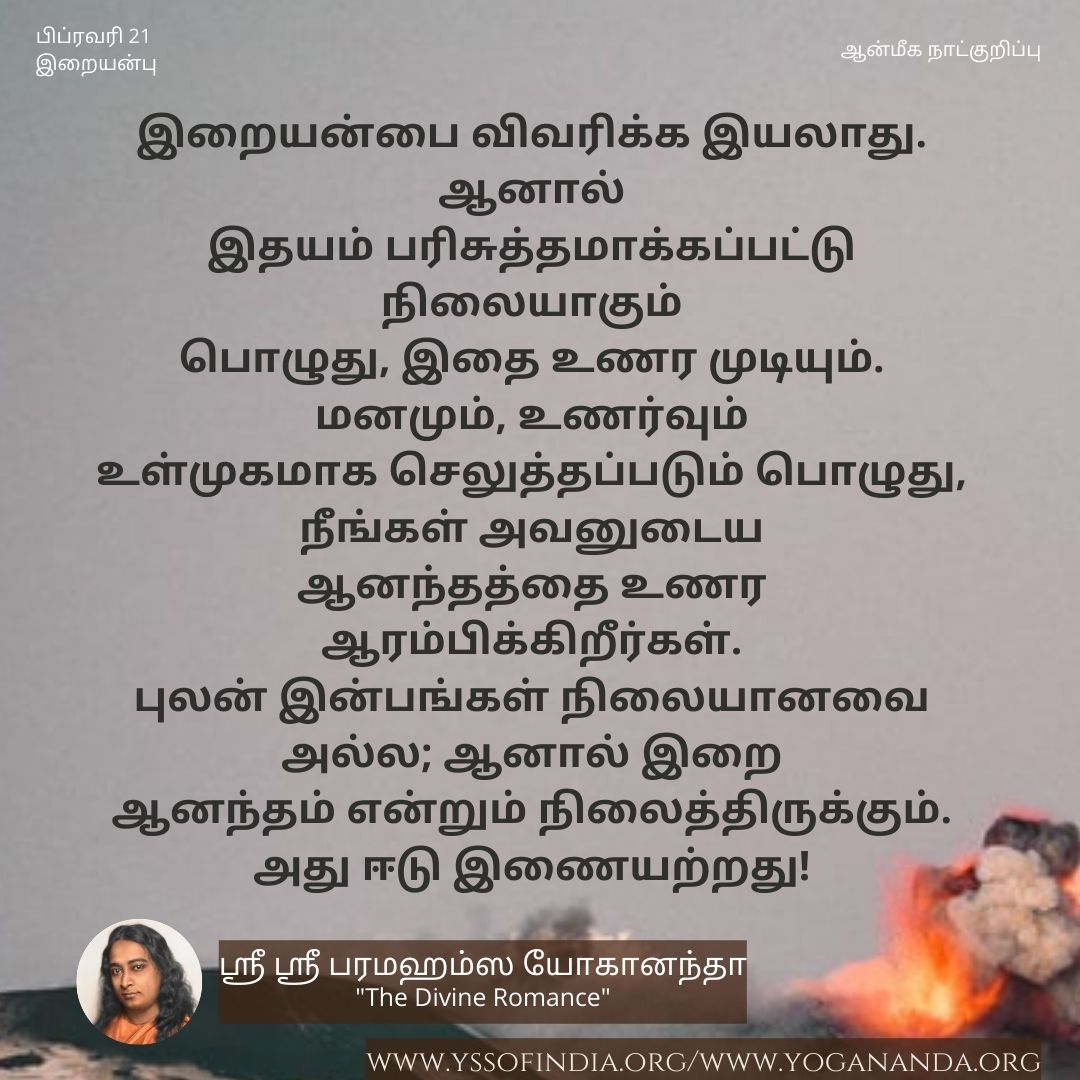 பிப்ரவரி 21
இறையன்பு
ஆன்மீக நாட்குறிப்பு
இறையன்பை விவரிக்க இயலாது.
ஆனால்
இதயம் பரிசுத்தமாக்கப்பட்டு
நிலையாகும்
பொழுது, இதை உணர முடியும்.
மனமும், உணர்வும்
உள்முகமாக செலுத்தப்படும் பொழுது,
நீங்கள் அவனுடைய
ஆனந்தத்தை உணர
ஆரம்பிக்கிறீர்கள்.
புலன் இன்பங்கள் நிலையானவை
அல்ல; ஆனால் இறை
ஆனந்தம் என்றும் நிலைத்திருக்கும்.
அது ஈடு இணையற்றது!
ஸ்ரீ ஸ்ரீ பரமஹம்ஸ யோகானந்தா
"The Divine Romance"
WWW.YSSOFINDIA.ORG/WWW.YOGANANDA.ORG